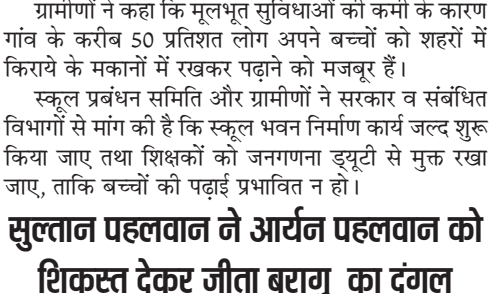 ग्रामीणों ने कहा कि मूलभूत सुविधाओं की कमी के कारण
गांव के करीब 50 प्रतिशत लोग अपने बच्चों को शहरों में
किराये के मकानों में रखकर पढ़ाने को मजबूर हैं।
स्कूल प्रबंधन समिति और ग्रामीणों ने सरकार व संबंधित
विभागों से मांग की है कि स्कूल भवन निर्माण कार्य जल्द शुरू
किया जाए तथा शिक्षकों को जनगणना ड्यूटी से मुक्त रखा
जाए, ताकि बच्चों की पढ़ाई प्रभावित न हो।
सुल्तान पहलवान ने आर्यन पहलवान को
शिकस्त देकर जीता का दंगल